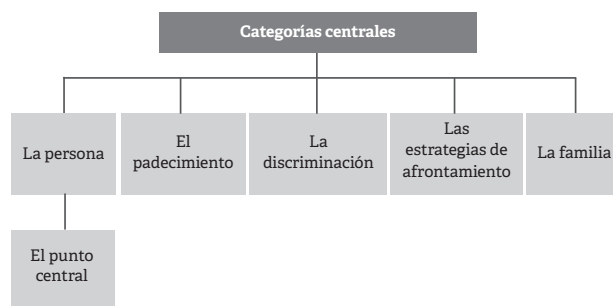 Categorías centrales
La persona
El
padecimiento
La
discriminación
Las
estrategias de
afrontamiento
La familia
El punto
central